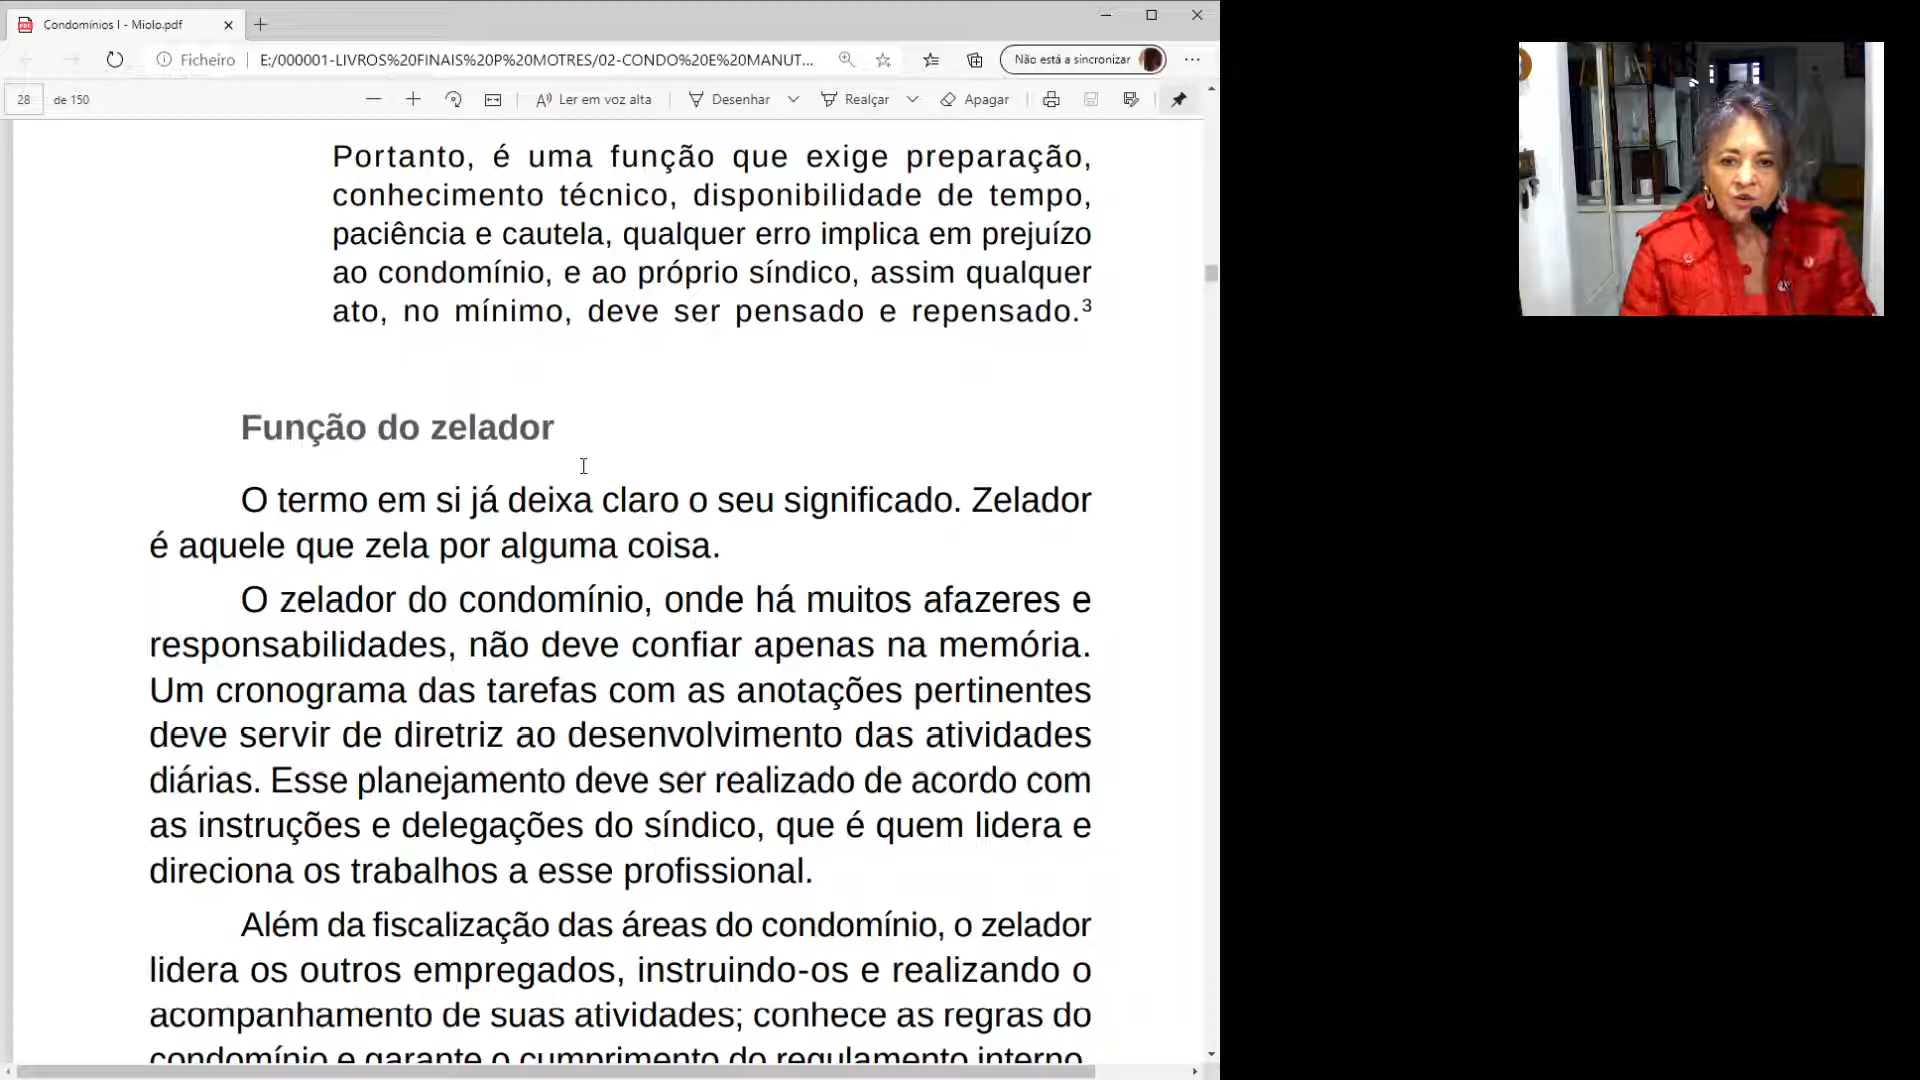 Condomínios I - Miolo.pdf
Ficheiro
E:/000001-LIVROS%20FINAIS%20P%20MOTRES/02-CONDO%20E%20MANUT...
Não está a sincronizar
28 de 150
Ler em voz alta
Desenhar
Realçar
Apagar
Portanto, é uma função que exige preparação,
conhecimento técnico, disponibilidade de tempo,
paciência e cautela, qualquer erro implica em prejuízo
ao condomínio, e ao próprio síndico, assim qualquer
ato, no mínimo, deve ser pensado e repensado.³
Função do zelador
O termo em si já deixa claro o seu significado. Zelador
é aquele que zela por alguma coisa.
O zelador do condomínio, onde há muitos afazeres e
responsabilidades, não deve confiar apenas na memória.
Um cronograma das tarefas com as anotações pertinentes
deve servir de diretriz ao desenvolvimento das atividades
diárias. Esse planejamento deve ser realizado de acordo com
as instruções e delegações do síndico, que é quem lidera e
direciona os trabalhos a esse profissional.
Além da fiscalização das áreas do condomínio, o zelador
lidera os outros empregados, instruindo-os e realizando o
acompanhamento de suas atividades; conhece as regras do
condomínio e garante o cumprimento do regulamento interno.